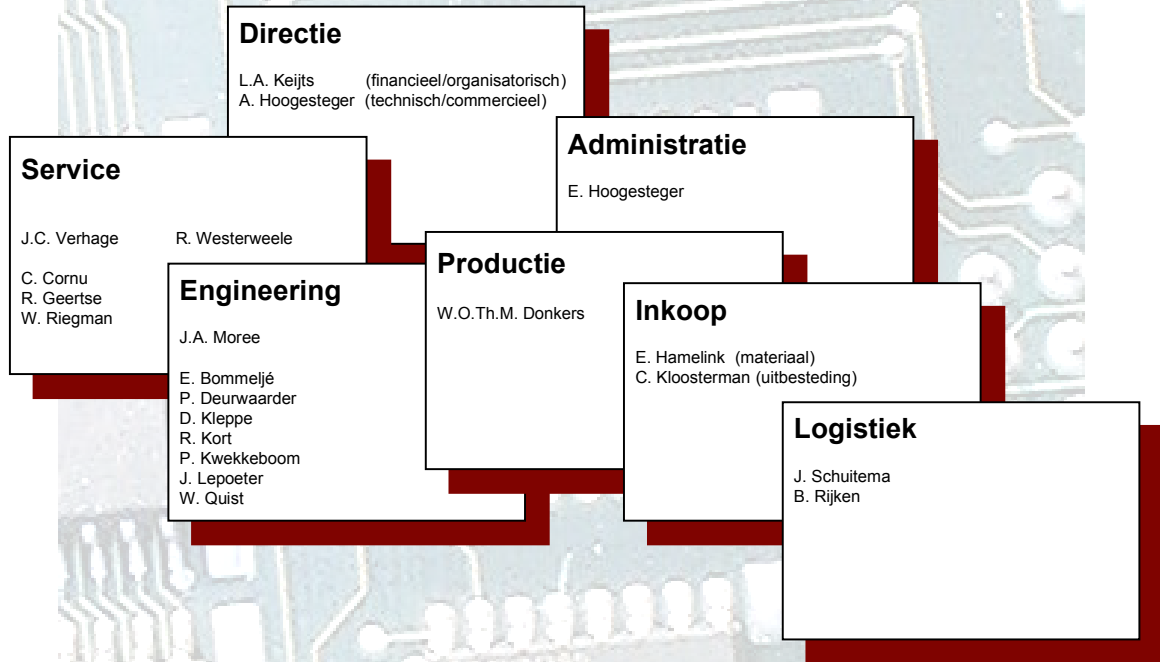 Directie
L.A. Keijts (financieel/organisatorisch)
A. Hoogesteger (technisch/commercieel)
Administratie
E. Hoogesteger
Service
J.C. Verhage R. Westerweele
C. Cornu
R. Geertse
W. Riegman
Engineering
J.A. Moree
E. Bommeljé
P. Deurwaarder
D. Kleppe
R. Kort
P. Kwekkeboom
J. Lepoeter
W. Quist
Productie
W.O.Th.M. Donkers
Inkoop
E. Hamelink (materiaal)
C. Kloosterman (uitbesteding)
Logistiek
J. Schuitema
B. Rijken